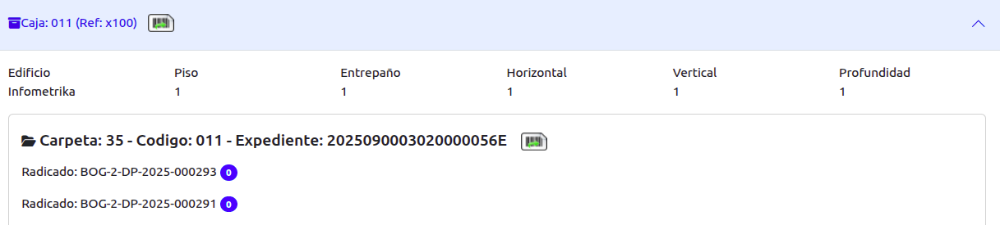 Caja: 011 (Ref: x100)
Edificio Piso Entrepaño Horizontal Vertical Profundidad
Infometrika 1 1 1 1 1
Carpeta: 35 - Codigo: 011 - Expediente: 2025090003020000056E
Radicado: BOG-2-DP-2025-000293 0
Radicado: BOG-2-DP-2025-000291 0